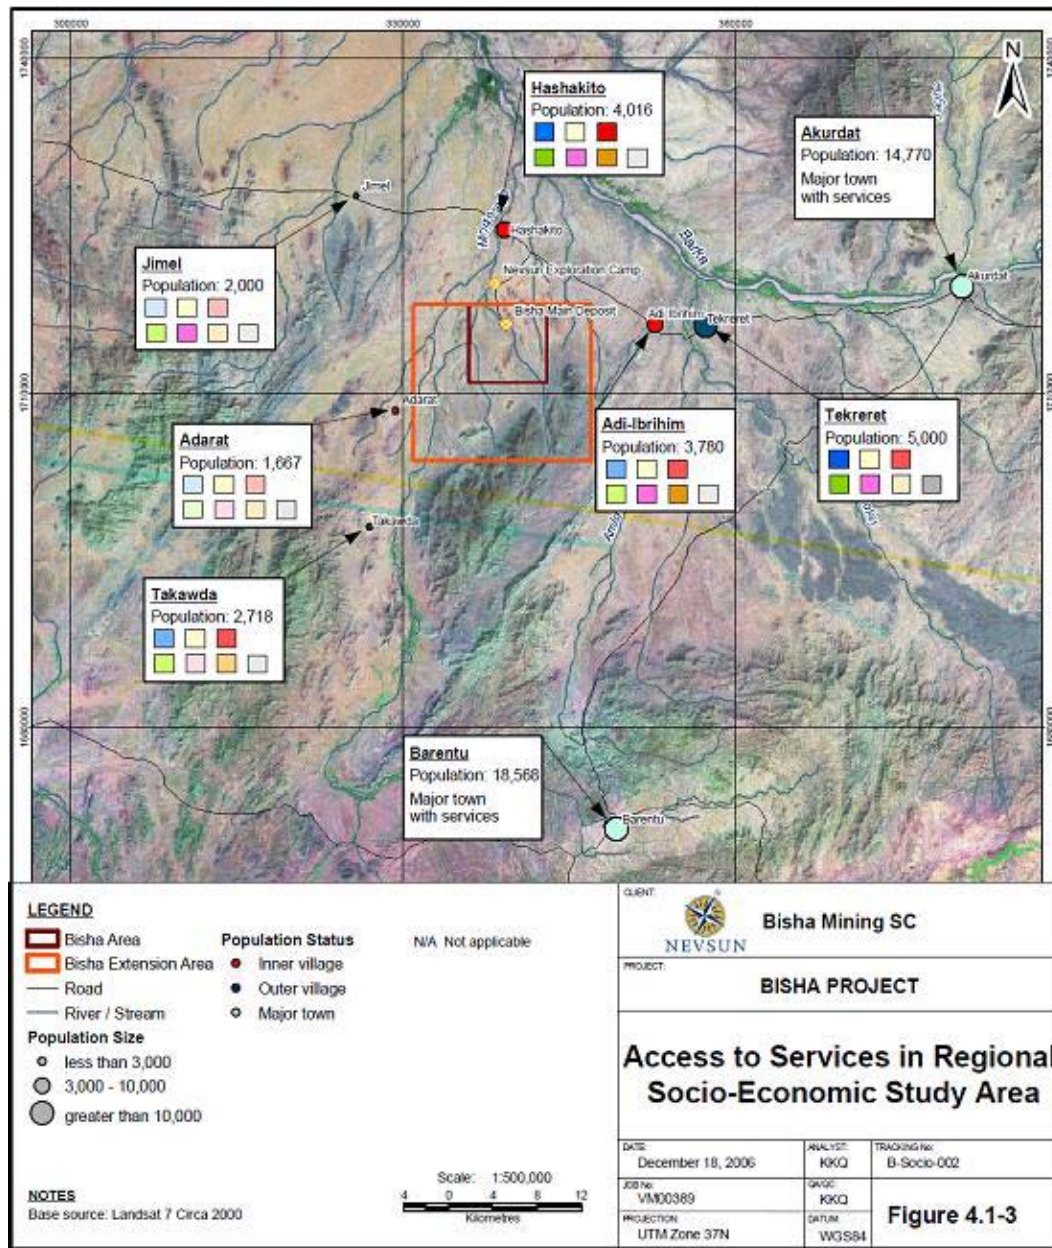 300000
330000
360000
1740000
1740000
N
Hashakito
Population: 4,016
Akurdat
Population: 14,770
Major town
with services
Jimel
Hashakito
Barka
Jimel
Population: 2,000
Nevsun Exploration Camp
Akurdat
Bisha Main Deposit
Adi Ibrihim
Tekreret
1710000
1710000
Adarat
Adarat
Population: 1,667
Adi-Ibrihim
Population: 3,780
Tekreret
Population: 5,000
Takawda
Takawda
Population: 2,718
1680000
1680000
Barentu
Population: 18,568
Major town
with services
Barentu
LEGEND
Bisha Area
Bisha Extension Area
Road
River / Stream
Population Size
less than 3,000
3,000 - 10,000
greater than 10,000
Population Status
Inner village
Outer village
Major town
N/A Not applicable
NOTES
Base source: Landsat 7 Circa 2000
Scale: 1:500,000
4 0 4 8 12
Kilometres
CLIENT:
NEVSUN
Bisha Mining SC
PROJECT:
BISHA PROJECT
Access to Services in Regional
Socio-Economic Study Area
DATE:
December 18, 2006
ANALYST:
KKQ
TRACKING No:
B-Socio-002
JOB No:
VM00389
QA/QC:
KKQ
Figure 4.1-3
PROJECTION:
UTM Zone 37N
DATUM:
WGS84